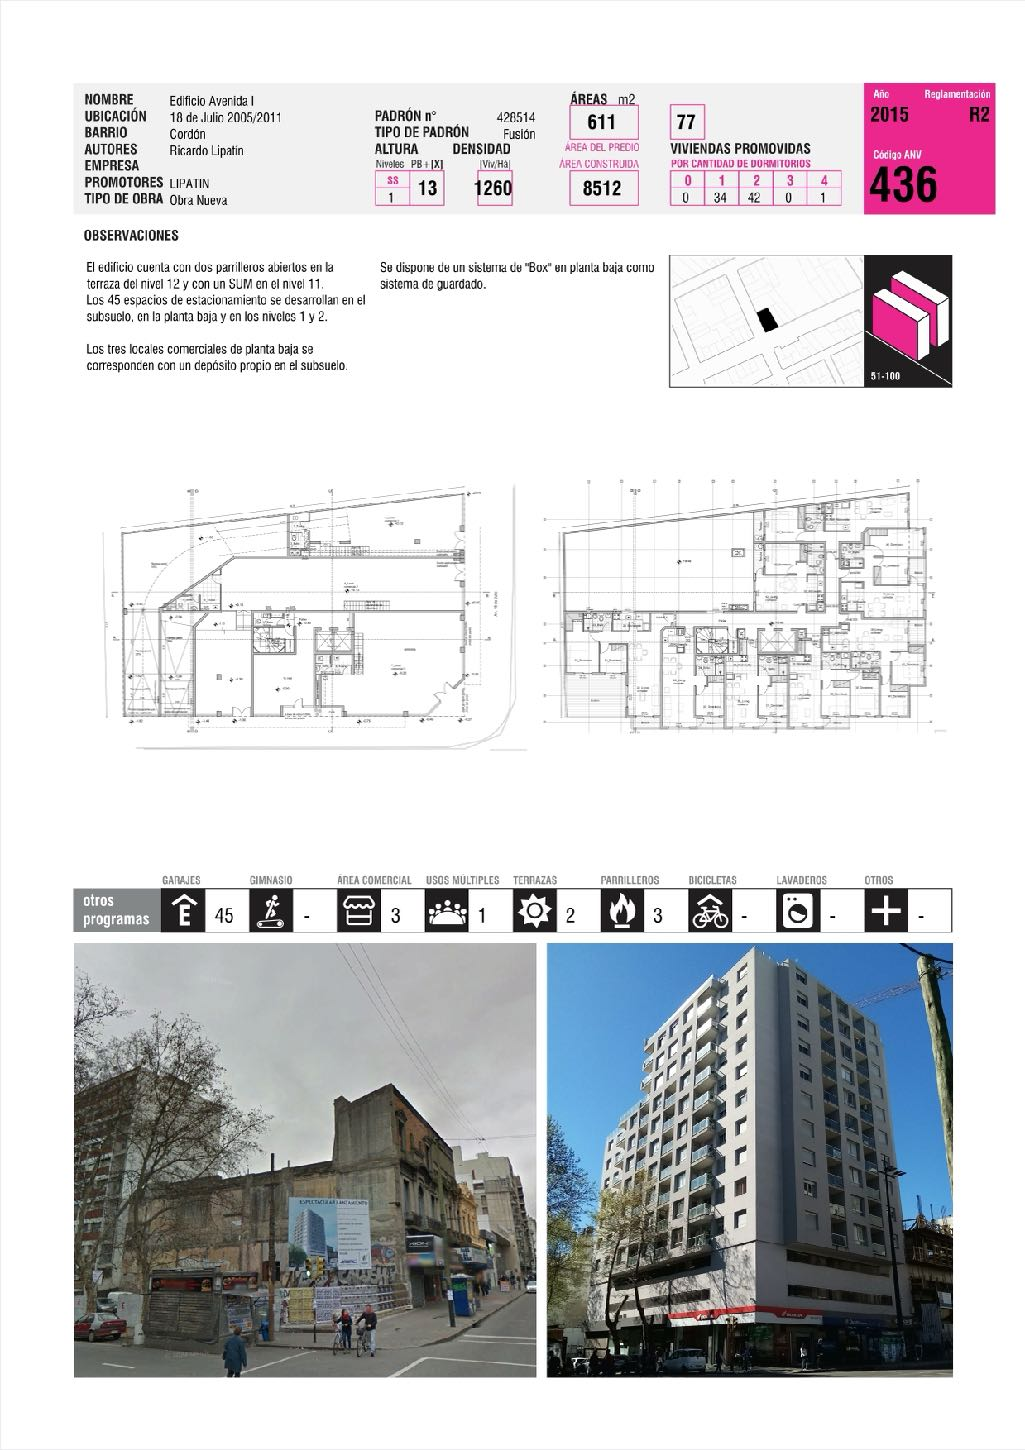 NOMBRE Edificio Avenida I
UBICACIÓN 18 de Julio 2005/2011
BARRIO Cordón
AUTORES Ricardo Lipatin
EMPRESA
PROMOTORES LIPATIN
TIPO DE OBRA Obra Nueva
PADRÓN n° 428514
TIPO DE PADRÓN Fusión
ALTURA DENSIDAD
Niveles PB+[X] [Viv/Há]
SS
1
13
1260
ÁREAS m2
611
ÁREA DEL PREDIO
ÁREA CONSTRUIDA
8512
77
VIVIENDAS PROMOVIDAS
POR CANTIDAD DE DORMITORIOS
0 1 2 3 4
0 34 42 0 1
Año Reglamentación
2015 R2
Código ANV
436
OBSERVACIONES
El edificio cuenta con dos parrilleros abiertos en la
terraza del nivel 12 y con un SUM en el nivel 11.
Los 45 espacios de estacionamiento se desarrollan en el
subsuelo, en la planta baja y en los niveles 1 y 2.
Los tres locales comerciales de planta baja se
corresponden con un depósito propio en el subsuelo.
Se dispone de un sistema de "Box" en planta baja como
sistema de guardado.
51-100
GARAJES GIMNASIO ÁREA COMERCIAL USOS MÚLTIPLES TERRAZAS PARRILLEROS BICICLETAS LAVADEROS OTROS
otros
programas
E 45 - 3 1 2 3 - - -
ESPECTACULAR LANZAMIENTO